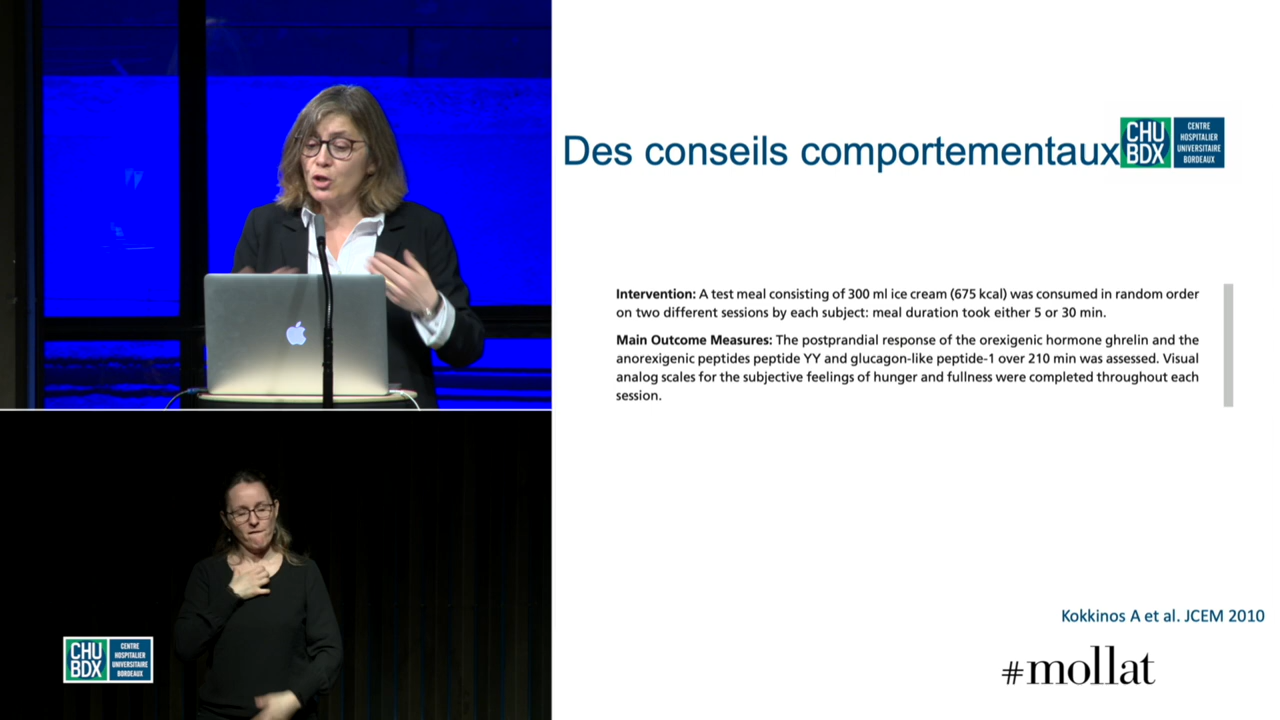 Des conseils comportementaux
CHU
BDX
CENTRE
HOSPITALIER
UNIVERSITAIRE
BORDEAUX
Intervention: A test meal consisting of 300 ml ice cream (675 kcal) was consumed in random order
on two different sessions by each subject: meal duration took either 5 or 30 min.
Main Outcome Measures: The postprandial response of the orexigenic hormone ghrelin and the
anorexigenic peptides peptide YY and glucagon-like peptide-1 over 210 min was assessed. Visual
analog scales for the subjective feelings of hunger and fullness were completed throughout each
session.
Kokkinos A et al. JCEM 2010
#mollat
CHU
BDX
CENTRE
HOSPITALIER
UNIVERSITAIRE
BORDEAUX